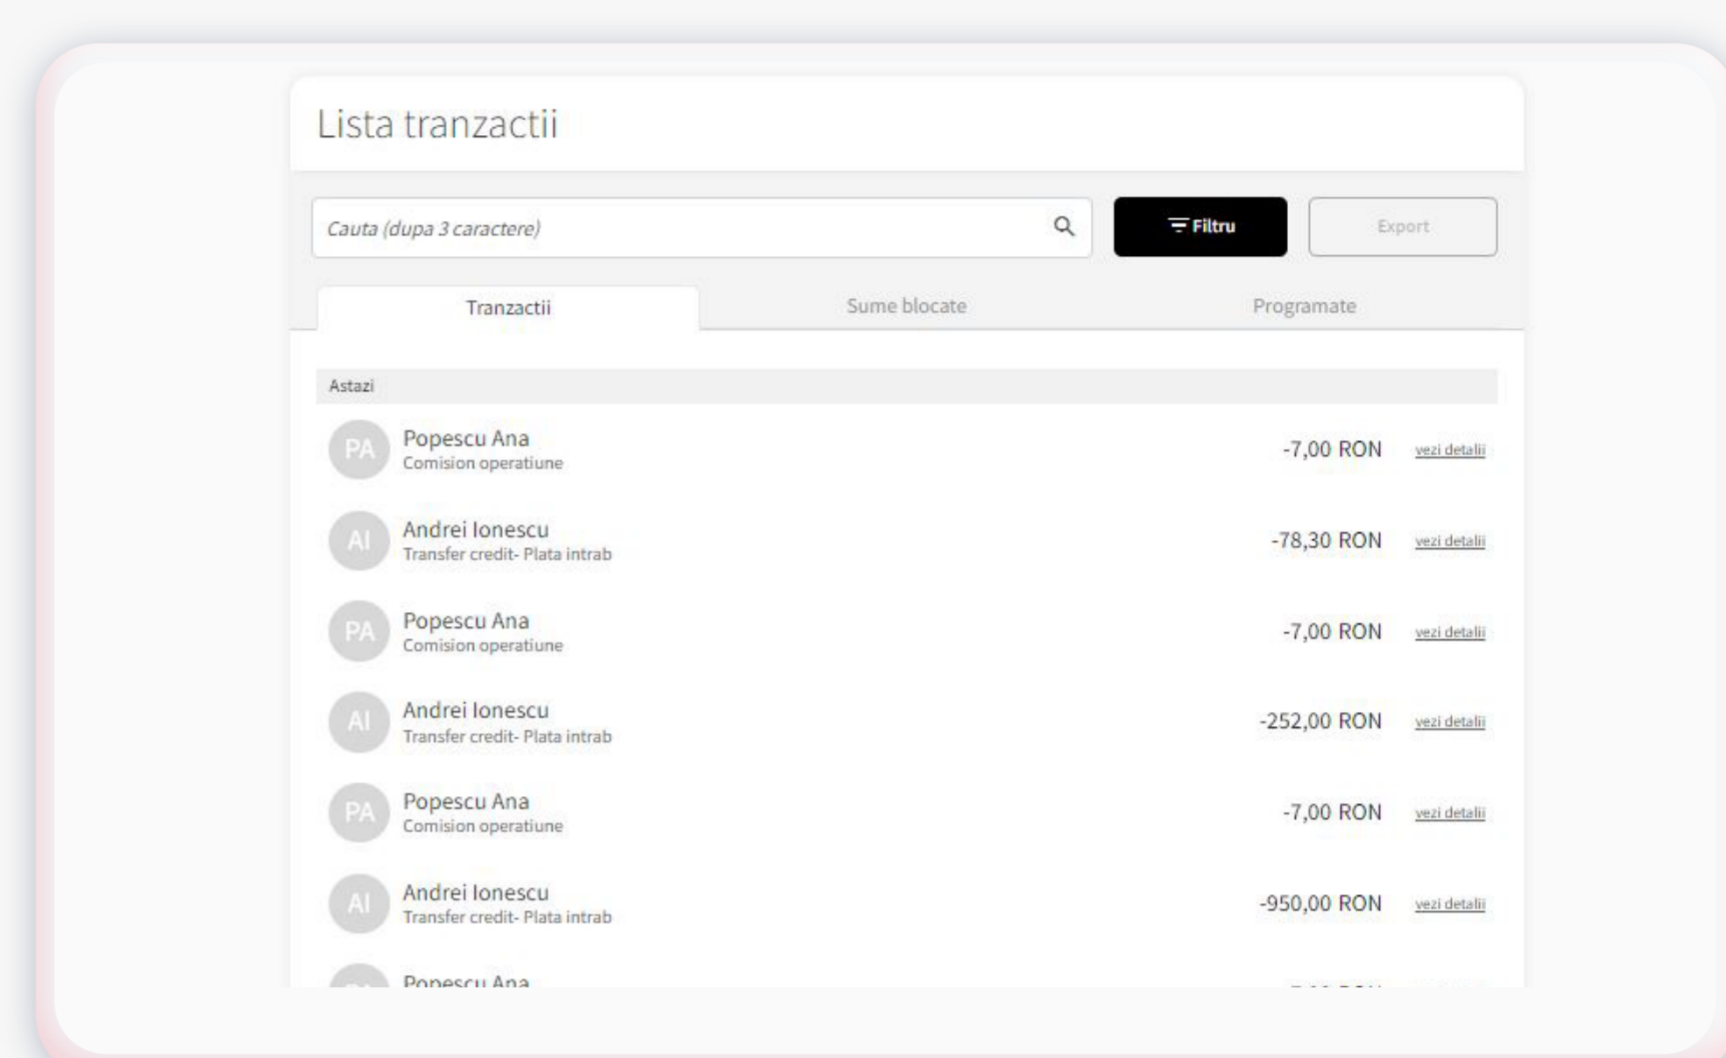 Lista tranzactii
Cauta (dupa 3 caractere)
Filtru
Export
Tranzactii
Sume blocate
Programate
Astazi
PA
Popescu Ana
-7,00 RON
vezi detalii
Comision operatiune
AI
Andrei Ionescu
-78,30 RON
vezi detalii
Transfer credit- Plata intrab
PA
Popescu Ana
-7,00 RON
vezi detalii
Comision operatiune
AI
Andrei Ionescu
-252,00 RON
vezi detalii
Transfer credit- Plata intrab
PA
Popescu Ana
-7,00 RON
vezi detalii
Comision operatiune
AI
Andrei Ionescu
-950,00 RON
vezi detalii
Transfer credit- Plata intrab
Popescu Ana